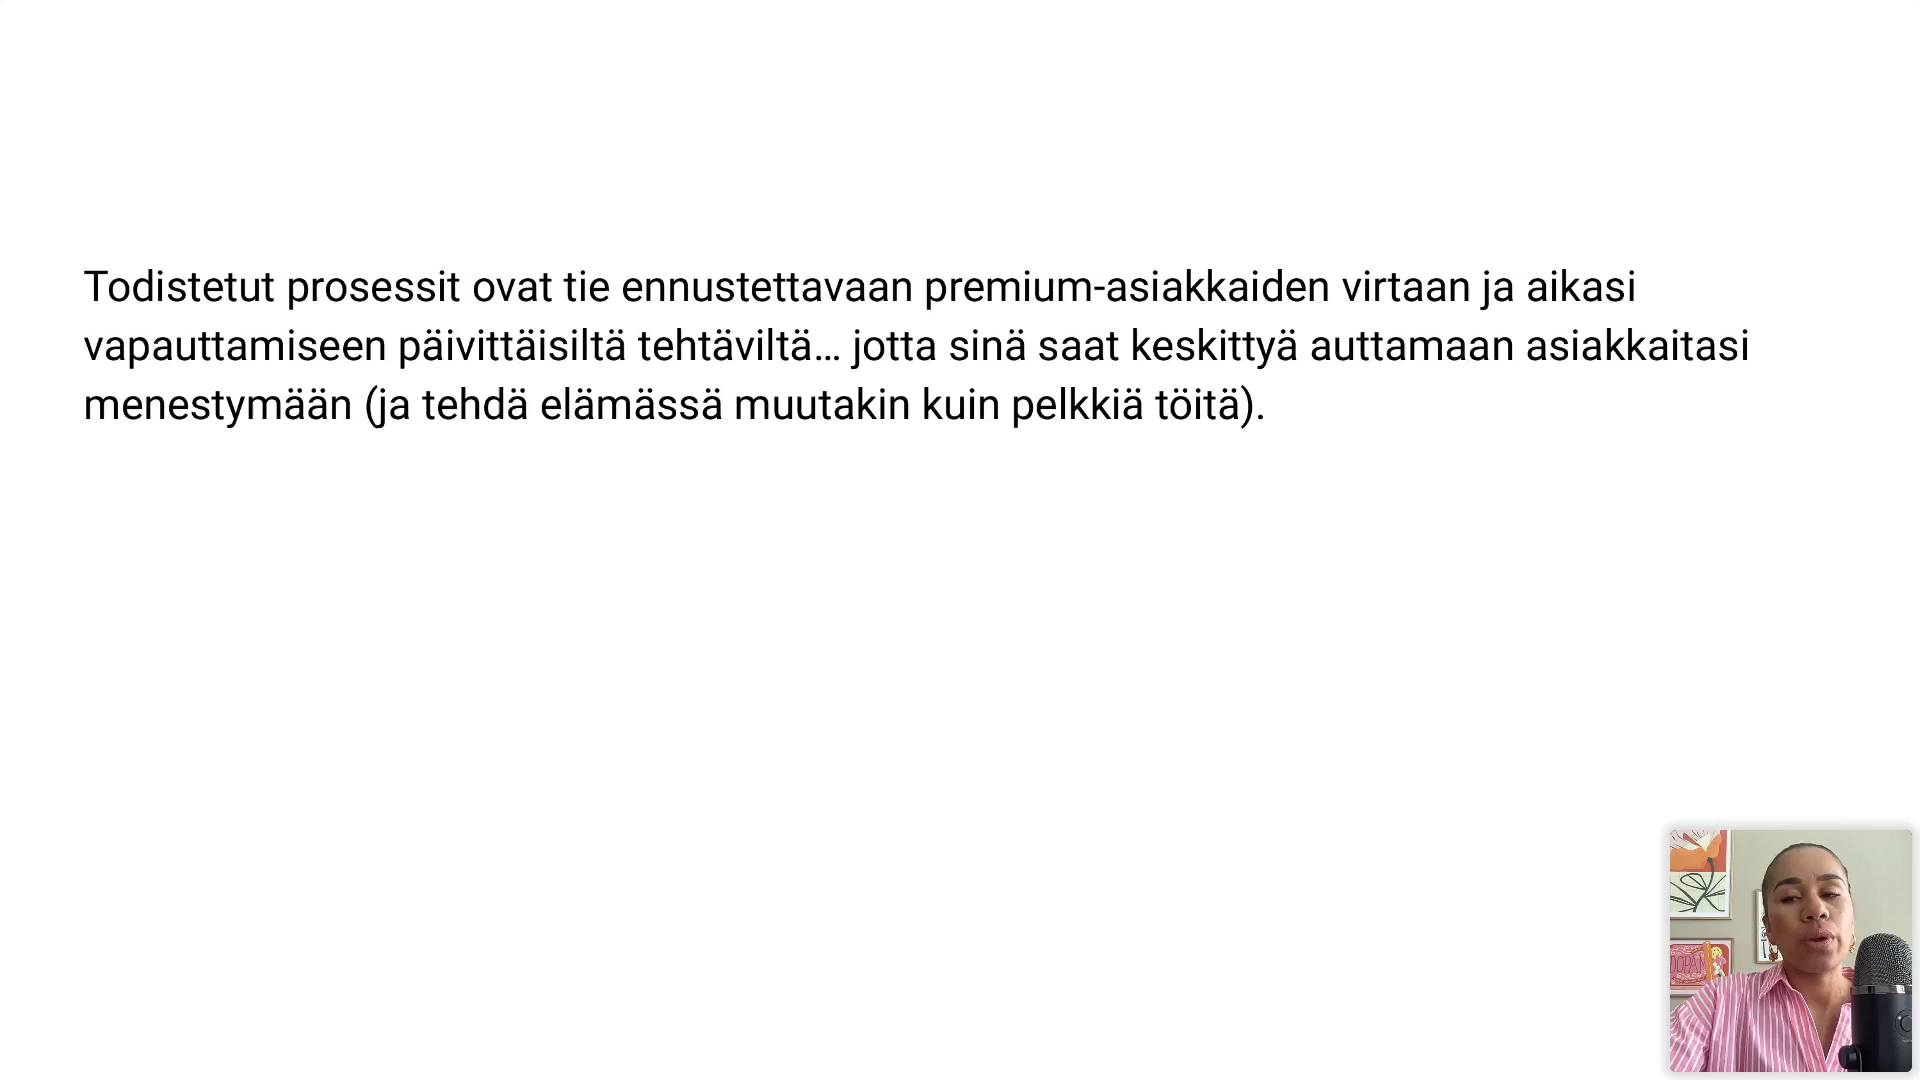 Todistetut prosessit ovat tie ennustettavaan premium-asiakkaiden virtaan ja aikasi
vapauttamiseen päivittäisiltä tehtäviltä… jotta sinä saat keskittyä auttamaan asiakkaitasi
menestymään (ja tehdä elämässä muutakin kuin pelkkiä töitä).